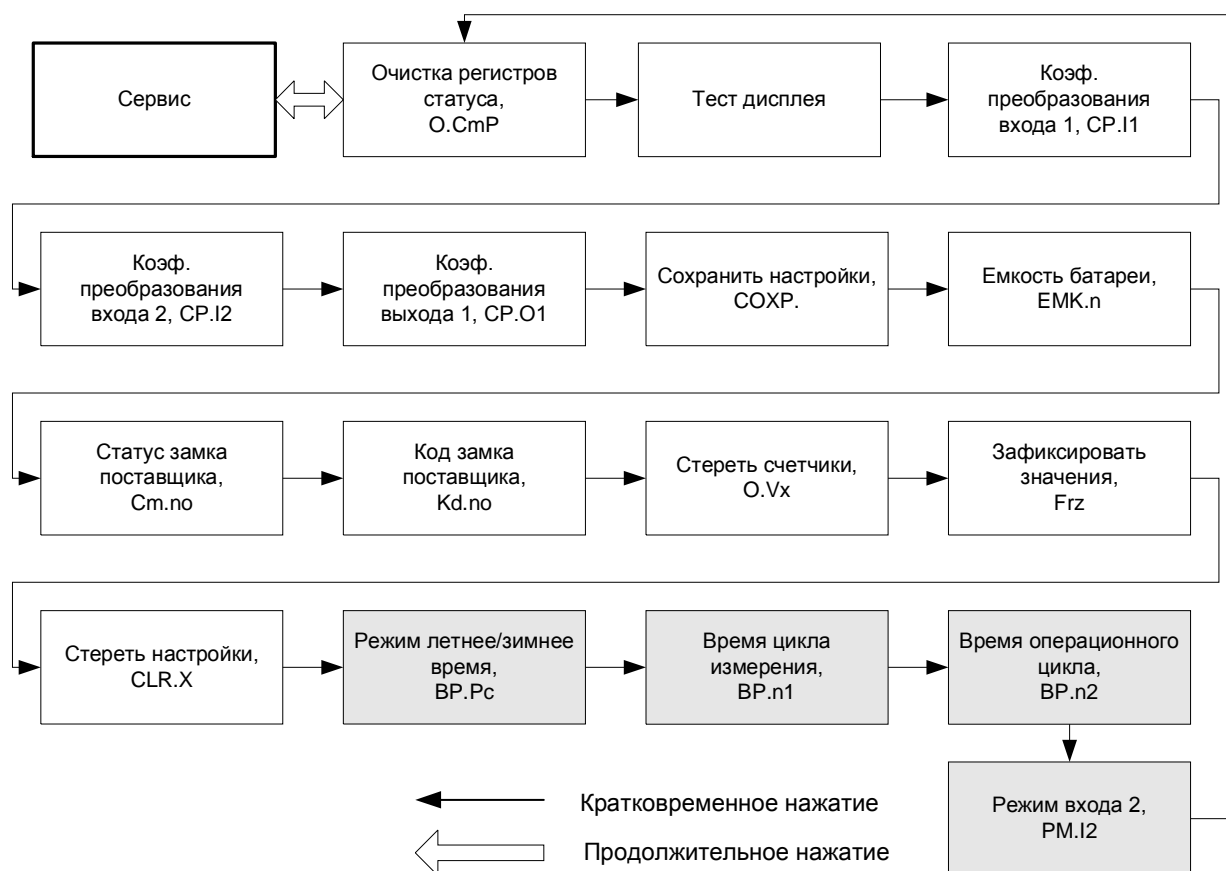 Сервис
Очистка регистров
статуса,
O.CmP
Тест дисплея
Коэф.
преобразования
входа 1, CP.I1
Коэф.
преобразования
входа 2, CP.I2
Коэф.
преобразования
выхода 1, CP.O1
Сохранить настройки,
COXP.
Емкость батареи,
EMK.n
Статус замка
поставщика,
Cm.no
Код замка
поставщика,
Kd.no
Стереть счетчики,
O.Vx
Зафиксировать
значения,
Frz
Стереть настройки,
CLR.X
Режим летнее/зимнее
время,
BP.Pc
Время цикла
измерения,
BP.n1
Время операционного
цикла,
BP.n2
Режим входа 2,
PM.I2
Кратковременное нажатие
Продолжительное нажатие